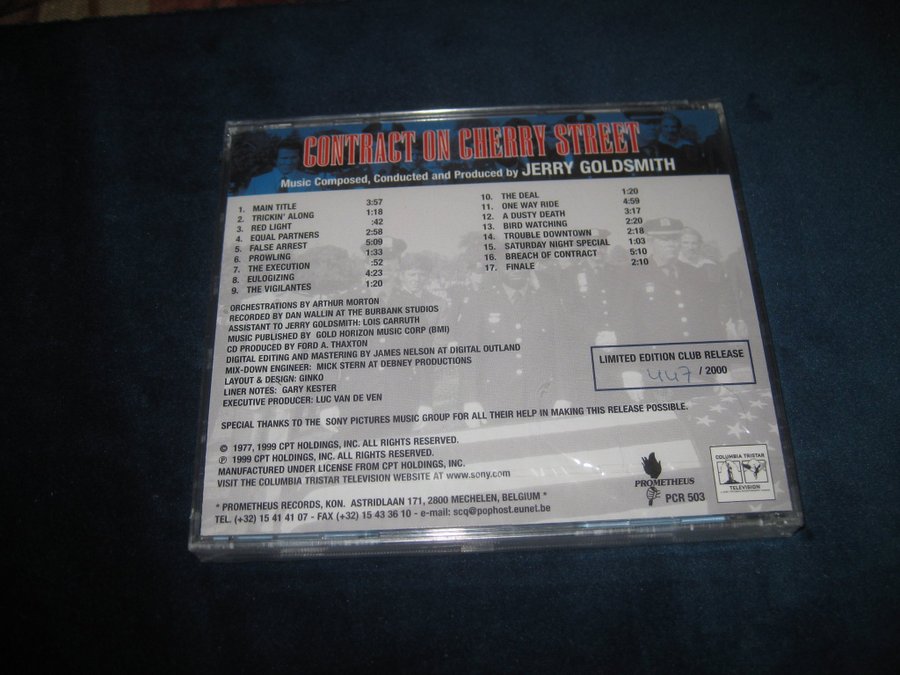 CONTRACT ON CHERRY STREET
Music Composed, Conducted and Produced by JERRY GOLDSMITH
1. MAIN TITLE 3:57
2. TRICKIN' ALONG 1:18
3. RED LIGHT :42
4. EQUAL PARTNERS 2:58
5. FALSE ARREST 5:09
6. PROWLING 1:33
7. THE EXECUTION :52
8. EULOGIZING 4:23
9. THE VIGILANTES 1:20
10. THE DEAL 1:20
11. ONE WAY RIDE 4:59
12. A DUSTY DEATH 3:17
13. BIRD WATCHING 2:20
14. TROUBLE DOWNTOWN 2:18
15. SATURDAY NIGHT SPECIAL 1:03
16. BREACH OF CONTRACT 5:10
17. FINALE 2:10
ORCHESTRATIONS BY ARTHUR MORTON
RECORDED BY DAN WALLIN AT THE BURBANK STUDIOS
ASSISTANT TO JERRY GOLDSMITH: LOIS CARRUTH
MUSIC PUBLISHED BY GOLD HORIZON MUSIC CORP (BMI)
CD PRODUCED BY FORD A. THAXTON
DIGITAL EDITING AND MASTERING BY JAMES NELSON AT DIGITAL OUTLAND
MIX-DOWN ENGINEER: MICK STERN AT DEBNEY PRODUCTIONS
LAYOUT & DESIGN: GINKO
LINER NOTES: GARY KESTER
EXECUTIVE PRODUCER: LUC VAN DE VEN
LIMITED EDITION CLUB RELEASE
447 / 2000
SPECIAL THANKS TO THE SONY PICTURES MUSIC GROUP FOR ALL THEIR HELP IN MAKING THIS RELEASE POSSIBLE.
© 1977, 1999 CPT HOLDINGS, INC. ALL RIGHTS RESERVED.
℗ 1999 CPT HOLDINGS, INC. ALL RIGHTS RESERVED.
MANUFACTURED UNDER LICENSE FROM CPT HOLDINGS, INC.
VISIT THE COLUMBIA TRISTAR TELEVISION WEBSITE AT www.sony.com
* PROMETHEUS RECORDS, KON. ASTRIDLAAN 171, 2800 MECHELEN, BELGIUM *
TEL. (+32) 15 41 41 07 - FAX (+32) 15 43 36 10 - e-mail: scq@pophost.eunet.be
PROMETHEUS
PCR 503
COLUMBIA TRISTAR
TELEVISION